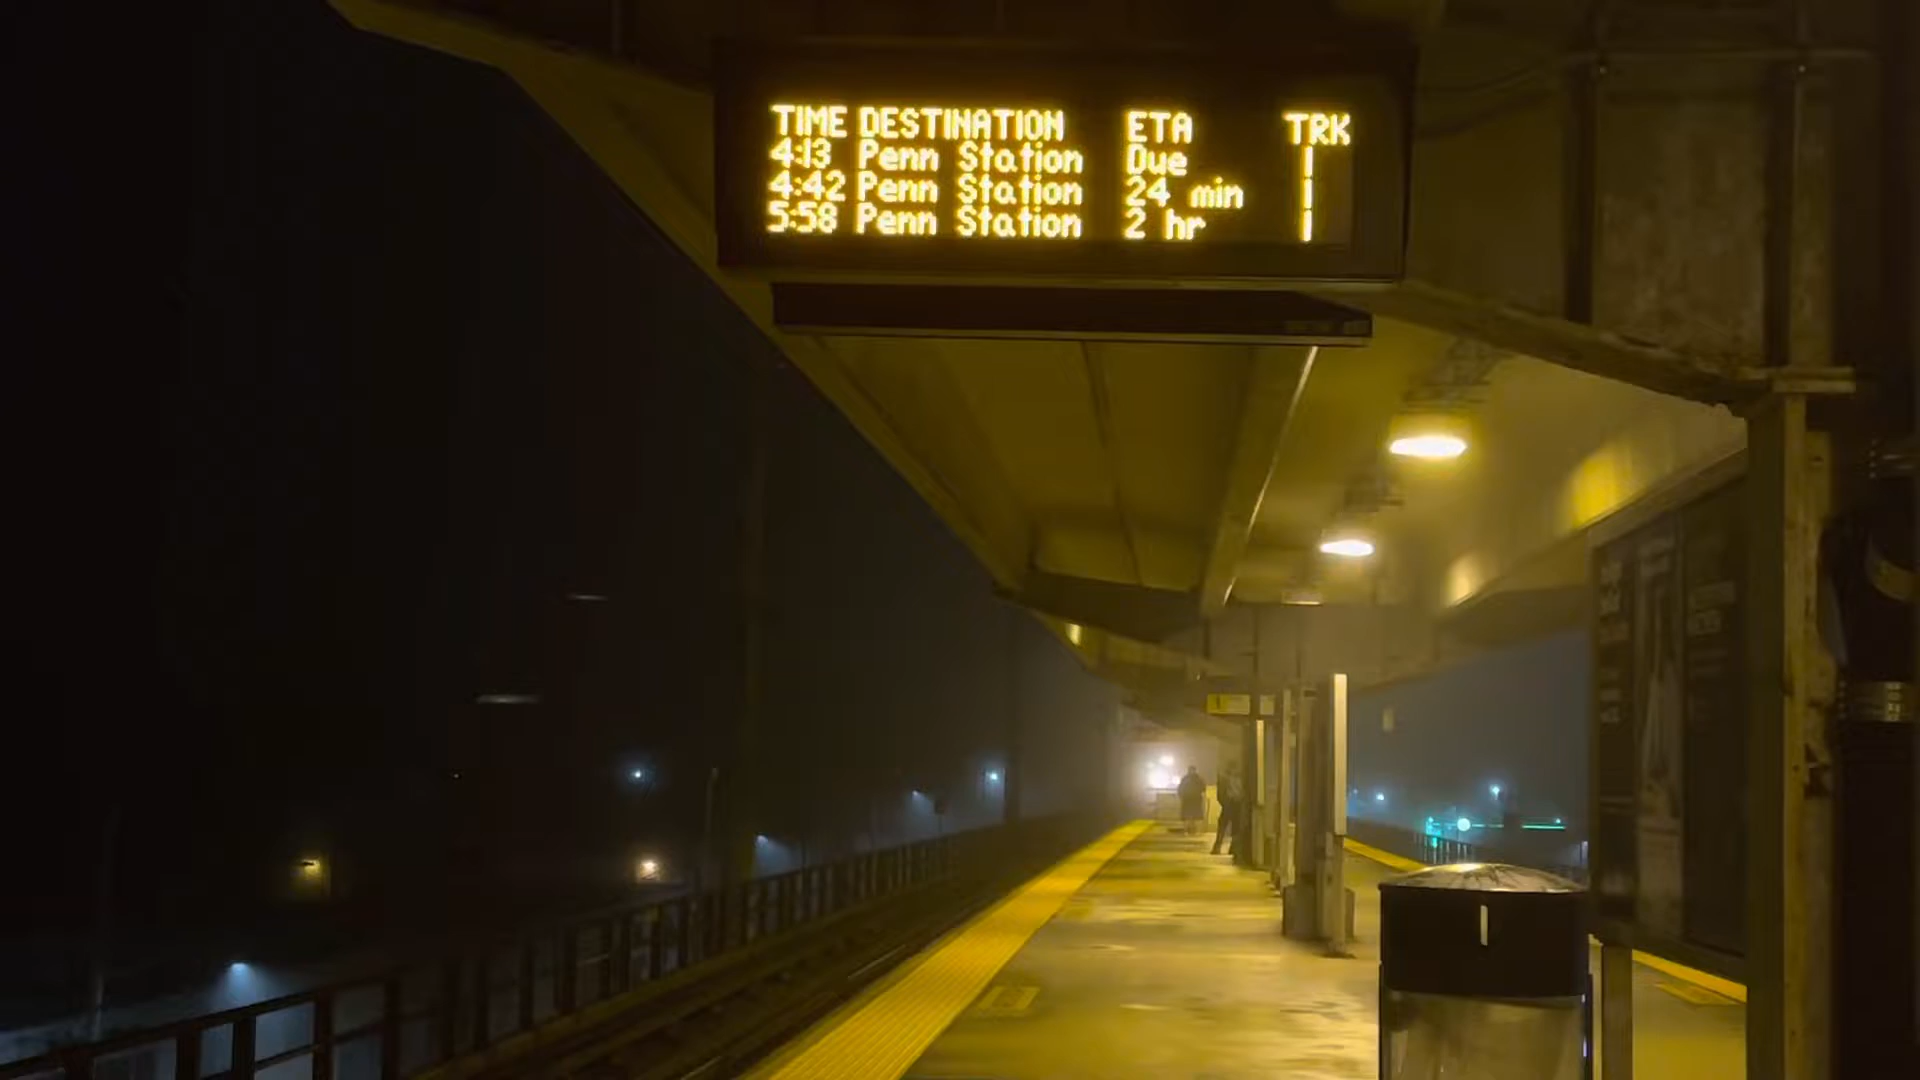 TIME DESTINATION ETA TRK
4:13 Penn Station Due 1
4:42 Penn Station 24 min 1
5:58 Penn Station 2 hr 1